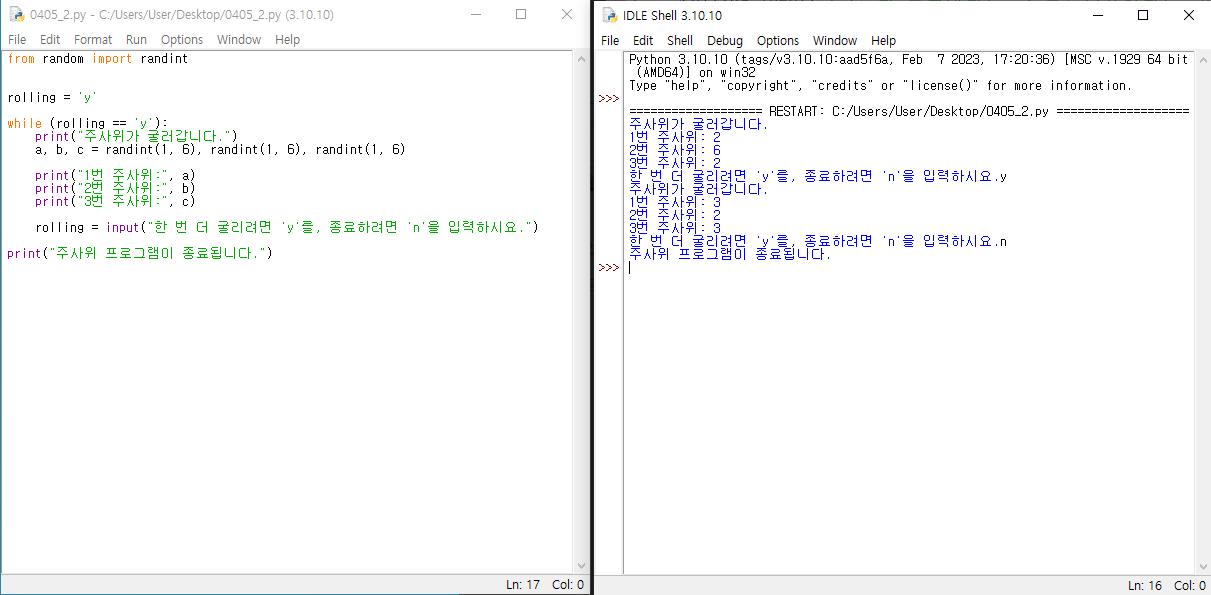 0405_2.py - C:/Users/User/Desktop/0405_2.py (3.10.10)
File Edit Format Run Options Window Help
from random import randint
rolling = 'y'
while (rolling == 'y'):
print("주사위가 굴러갑니다.")
a, b, c = randint(1, 6), randint(1, 6), randint(1, 6)
print("1번 주사위:", a)
print("2번 주사위:", b)
print("3번 주사위:", c)
rolling = input("한 번 더 굴리려면 'y'를, 종료하려면 'n'을 입력하시요.")
print("주사위 프로그램이 종료됩니다.")
Ln: 17 Col: 0
IDLE Shell 3.10.10
File Edit Shell Debug Options Window Help
Python 3.10.10 (tags/v3.10.10:aad5f6a, Feb  7 2023, 17:20:36) [MSC v.1929 64 bit
(AMD64)] on win32
Type "help", "copyright", "credits" or "license()" for more information.
>>>
=================== RESTART: C:/Users/User/Desktop/0405_2.py ===================
주사위가 굴러갑니다.
1번 주사위: 2
2번 주사위: 6
3번 주사위: 2
한 번 더 굴리려면 'y'를, 종료하려면 'n'을 입력하시요.y
주사위가 굴러갑니다.
1번 주사위: 3
2번 주사위: 2
3번 주사위: 3
한 번 더 굴리려면 'y'를, 종료하려면 'n'을 입력하시요.n
주사위 프로그램이 종료됩니다.
>>>
Ln: 16 Col: 0